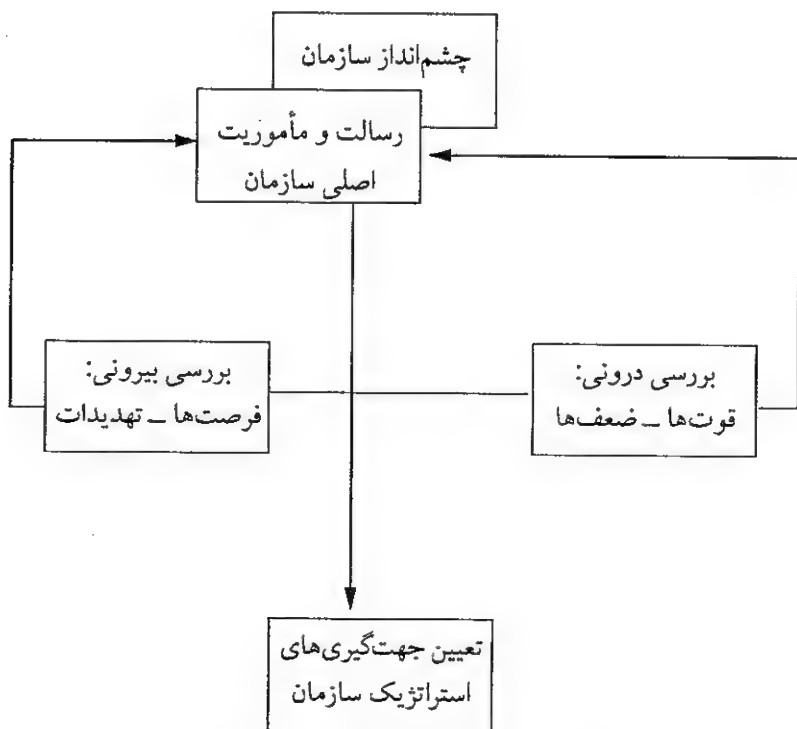 چشم‌انداز سازمان
رسالت و مأموریت
اصلی سازمان
بررسی درونی:
قوت‌ها ــ ضعف‌ها
بررسی بیرونی:
فرصت‌ها ــ تهدیدات
تعیین جهت‌گیری‌های
استراتژیک سازمان